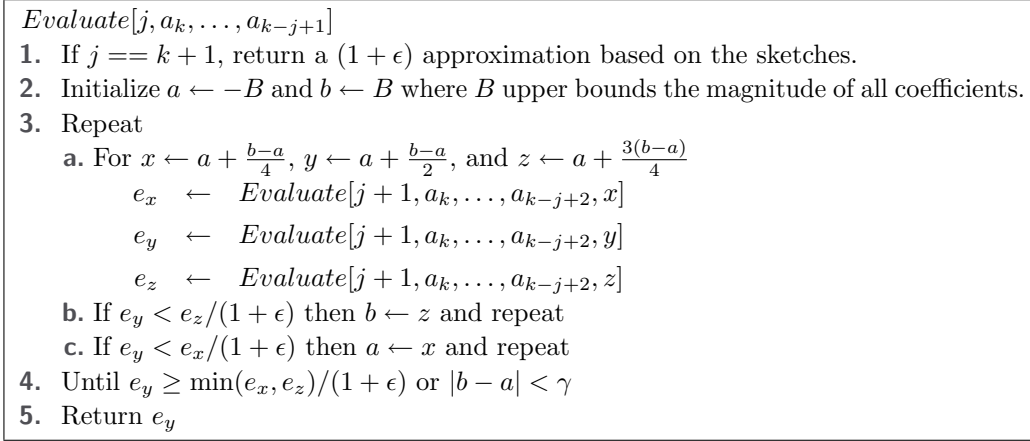 Evaluate[j, a_k, …, a_{k−j+1}]
1. If j == k + 1, return a (1 + ϵ) approximation based on the sketches.
2. Initialize a ← −B and b ← B where B upper bounds the magnitude of all coefficients.
3. Repeat
a. For x ← a + \frac{b−a}{4}, y ← a + \frac{b−a}{2}, and z ← a + \frac{3(b−a)}{4}
e_x ← Evaluate[j + 1, a_k, …, a_{k−j+2}, x]
e_y ← Evaluate[j + 1, a_k, …, a_{k−j+2}, y]
e_z ← Evaluate[j + 1, a_k, …, a_{k−j+2}, z]
b. If e_y < e_z/(1 + ϵ) then b ← z and repeat
c. If e_y < e_x/(1 + ϵ) then a ← x and repeat
4. Until e_y ≥ min(e_x, e_z)/(1 + ϵ) or |b − a| < γ
5. Return e_y